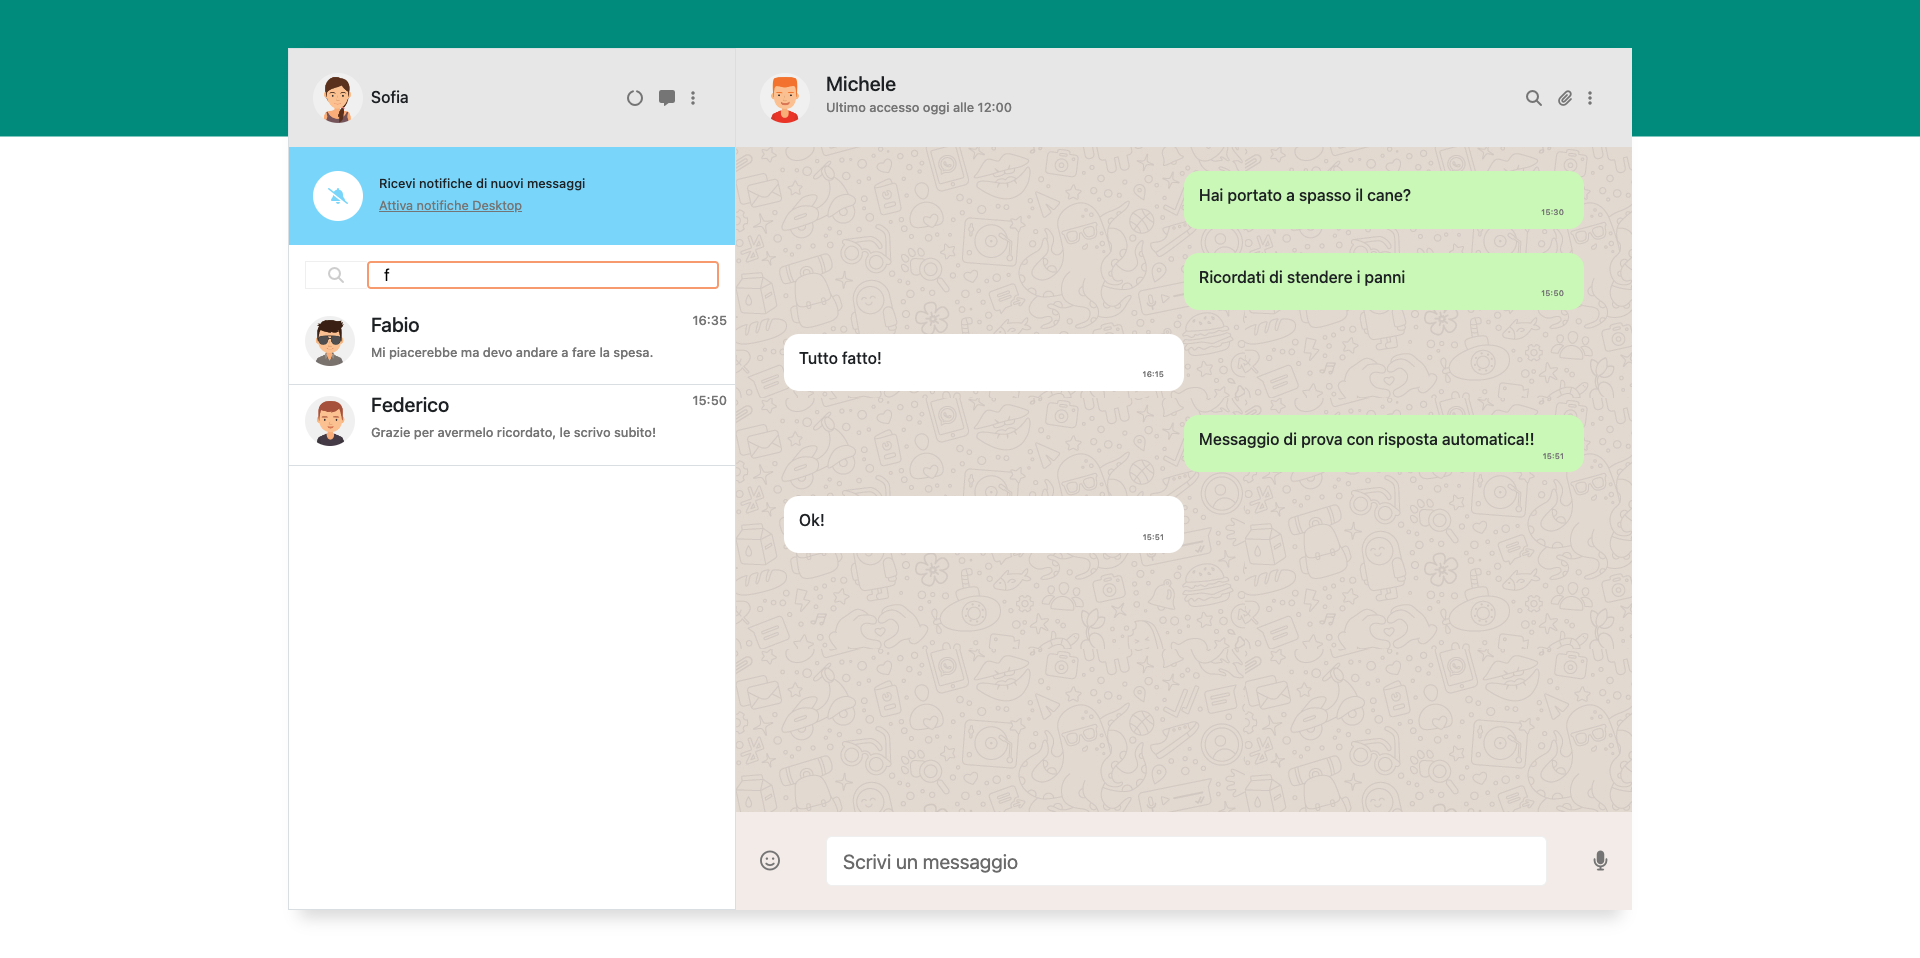 Sofia
Ricevi notifiche di nuovi messaggi
Attiva notifiche Desktop
f
Fabio
16:35
Mi piacerebbe ma devo andare a fare la spesa.
Federico
15:50
Grazie per avermelo ricordato, le scrivo subito!
Michele
Ultimo accesso oggi alle 12:00
Hai portato a spasso il cane?
15:30
Ricordati di stendere i panni
15:50
Tutto fatto!
16:15
Messaggio di prova con risposta automatica!!
15:51
Ok!
15:51
Scrivi un messaggio